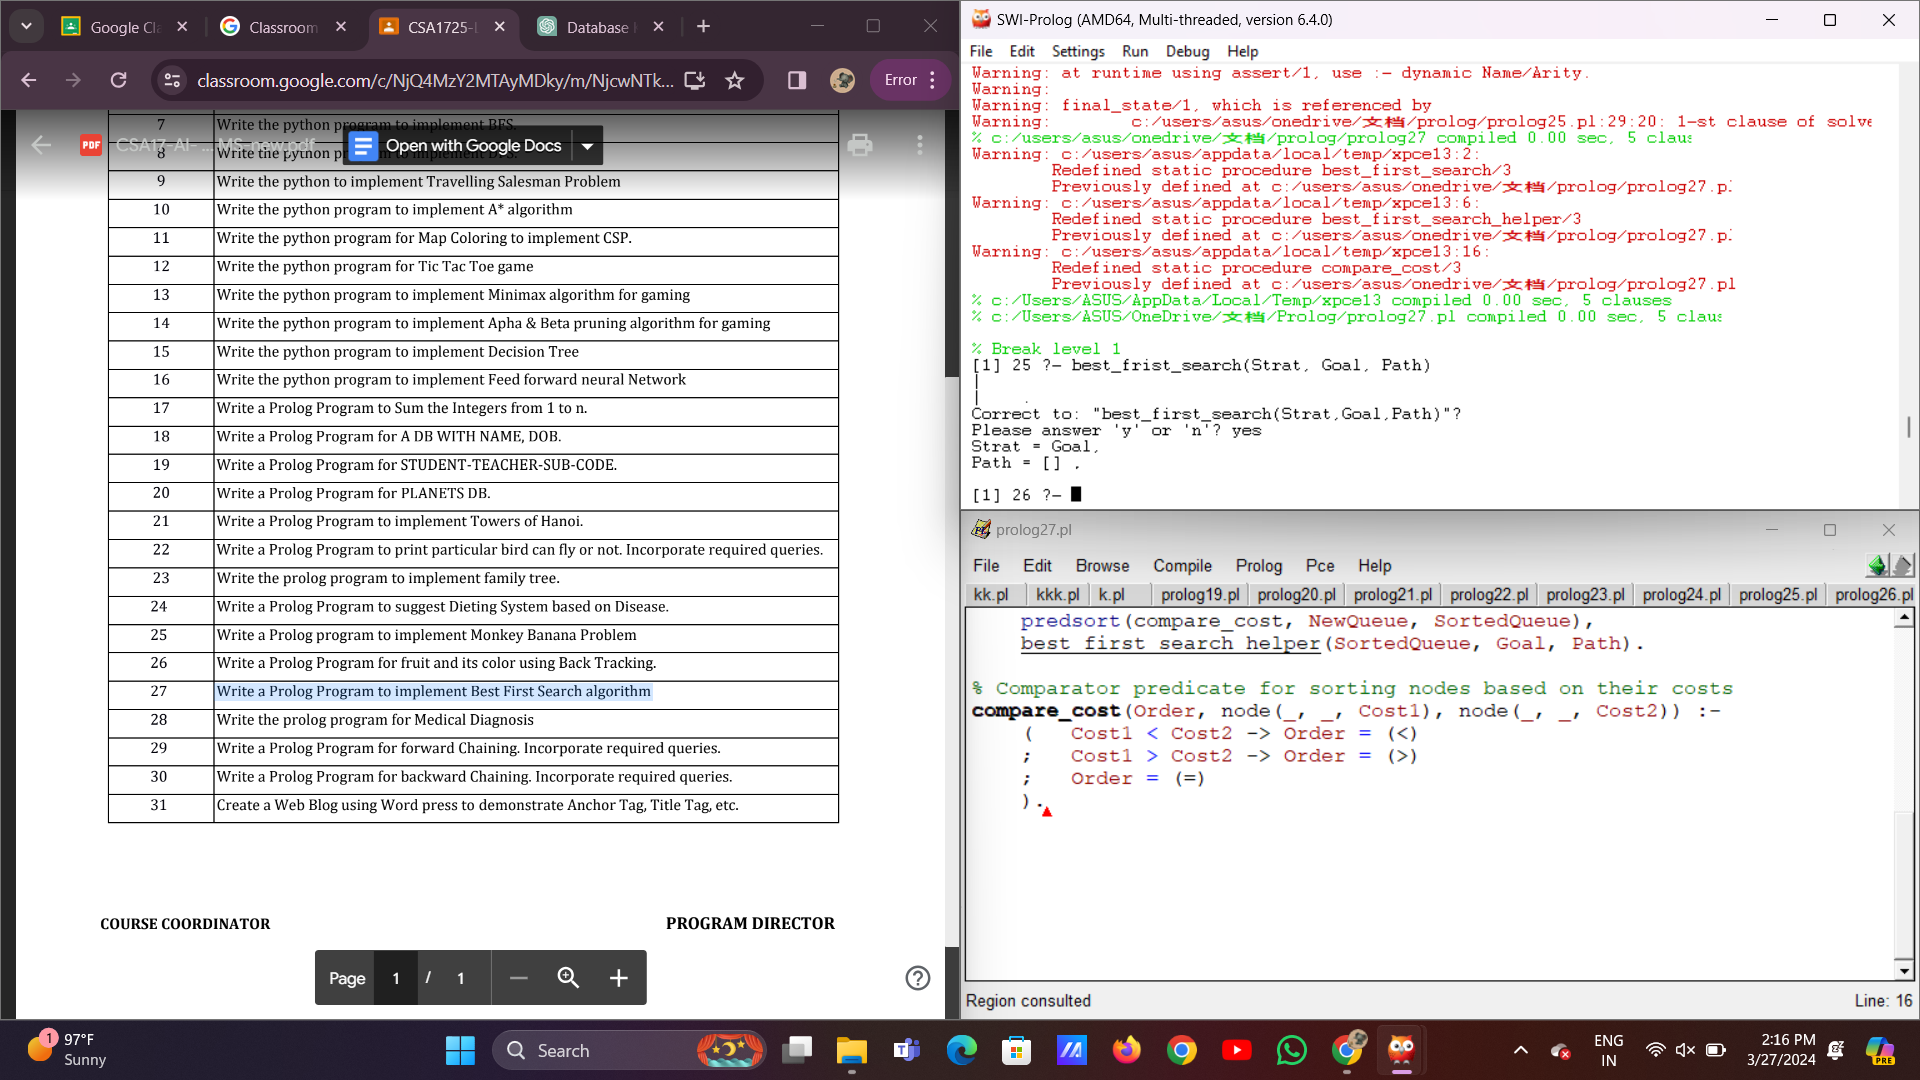 Google Cla
Classroom
CSA1725-
Database
classroom.google.com/c/NjQ4MzY2MTAyMDky/m/NjcwNTk...
Error
7 Write the python program to implement BFS.
CSA17-AI- ... MS-new.pdf
Open with Google Docs
8 Write the python
9 Write the python to implement Travelling Salesman Problem
10 Write the python program to implement A* algorithm
11 Write the python program for Map Coloring to implement CSP.
12 Write the python program for Tic Tac Toe game
13 Write the python program to implement Minimax algorithm for gaming
14 Write the python program to implement Apha & Beta pruning algorithm for gaming
15 Write the python program to implement Decision Tree
16 Write the python program to implement Feed forward neural Network
17 Write a Prolog Program to Sum the Integers from 1 to n.
18 Write a Prolog Program for A DB WITH NAME, DOB.
19 Write a Prolog Program for STUDENT-TEACHER-SUB-CODE.
20 Write a Prolog Program for PLANETS DB.
21 Write a Prolog Program to implement Towers of Hanoi.
22 Write a Prolog Program to print particular bird can fly or not. Incorporate required queries.
23 Write the prolog program to implement family tree.
24 Write a Prolog Program to suggest Dieting System based on Disease.
25 Write a Prolog program to implement Monkey Banana Problem
26 Write a Prolog Program for fruit and its color using Back Tracking.
27 Write a Prolog Program to implement Best First Search algorithm
28 Write the prolog program for Medical Diagnosis
29 Write a Prolog Program for forward Chaining. Incorporate required queries.
30 Write a Prolog Program for backward Chaining. Incorporate required queries.
31 Create a Web Blog using Word press to demonstrate Anchor Tag, Title Tag, etc.
COURSE COORDINATOR PROGRAM DIRECTOR
Page 1 / 1
SWI-Prolog (AMD64, Multi-threaded, version 6.4.0)
File Edit Settings Run Debug Help
Warning: at runtime using assert/1, use :- dynamic Name/Arity.
Warning:
Warning: final_state/1, which is referenced by
Warning: c:/users/asus/onedrive/文档/prolog/prolog25.pl:29:20: 1-st clause of solve
% c:/users/asus/onedrive/文档/prolog/prolog27 compiled 0.00 sec, 5 claus
Warning: c:/users/asus/appdata/local/temp/xpce13:2:
Redefined static procedure best_first_search/3
Previously defined at c:/users/asus/onedrive/文档/prolog/prolog27.pl
Warning: c:/users/asus/appdata/local/temp/xpce13:6:
Redefined static procedure best_first_search_helper/3
Previously defined at c:/users/asus/onedrive/文档/prolog/prolog27.pl
Warning: c:/users/asus/appdata/local/temp/xpce13:16:
Redefined static procedure compare_cost/3
Previously defined at c:/users/asus/onedrive/文档/prolog/prolog27.pl
% c:/Users/ASUS/AppData/Local/Temp/xpce13 compiled 0.00 sec, 5 clauses
% c:/Users/ASUS/OneDrive/文档/Prolog/prolog27.pl compiled 0.00 sec, 5 claus
% Break level 1
[1] 25 ?- best_frist_search(Strat, Goal, Path)
|
| .
Correct to: "best_first_search(Strat,Goal,Path)"?
Please answer 'y' or 'n'? yes
Strat = Goal,
Path = [] .
[1] 26 ?-
prolog27.pl
File Edit Browse Compile Prolog Pce Help
kk.pl kkk.pl k.pl prolog19.pl prolog20.pl prolog21.pl prolog22.pl prolog23.pl prolog24.pl prolog25.pl prolog26.pl
predsort(compare_cost, NewQueue, SortedQueue),
best_first_search_helper(SortedQueue, Goal, Path).
% Comparator predicate for sorting nodes based on their costs
compare_cost(Order, node(_, _, Cost1), node(_, _, Cost2)) :-
( Cost1 < Cost2 -> Order = (<)
; Cost1 > Cost2 -> Order = (>)
; Order = (=)
).
Region consulted Line: 16
1 97°F
Sunny
Search
PRE
ENG
IN
2:16 PM
3/27/2024